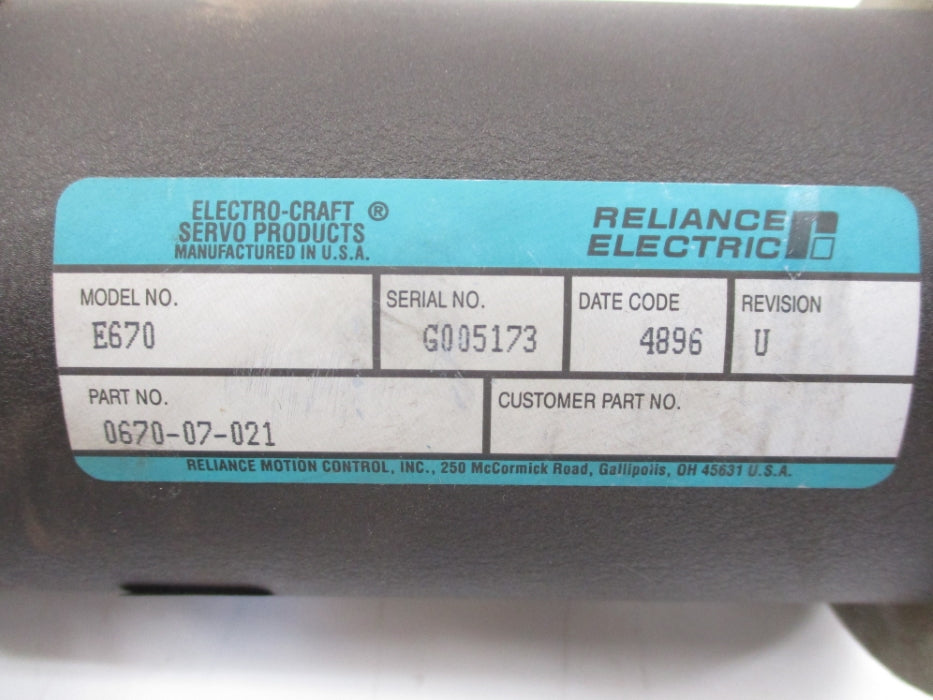 ELECTRO-CRAFT ®
SERVO PRODUCTS
MANUFACTURED IN U.S.A.
RELIANCE
ELECTRIC
MODEL NO.
E670
SERIAL NO.
G005173
DATE CODE
4896
REVISION
U
PART NO.
0670-07-021
CUSTOMER PART NO.
RELIANCE MOTION CONTROL, INC., 250 McCormick Road, Gallipolis, OH 45631 U.S.A.